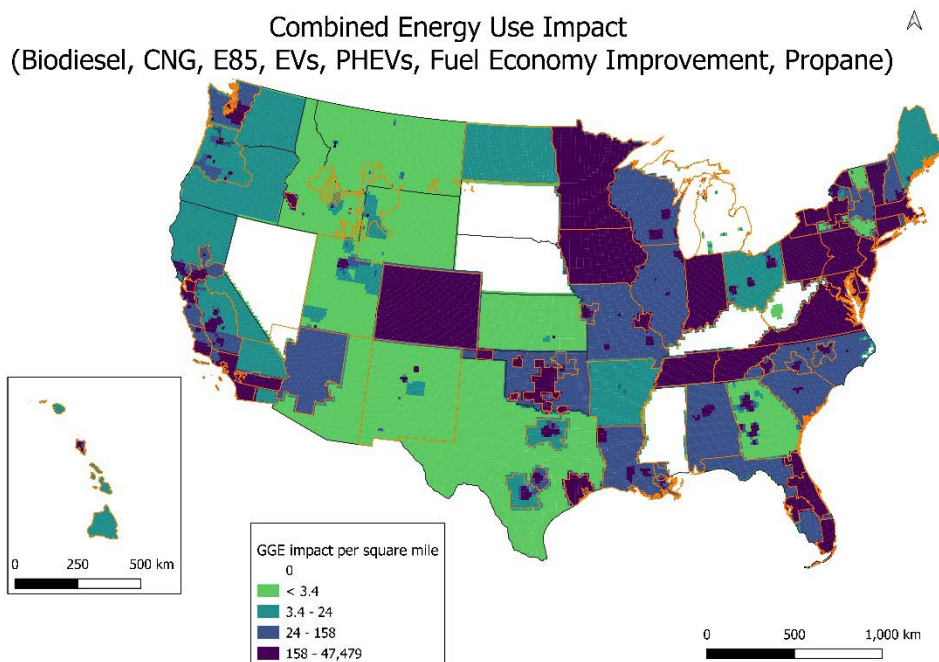 Combined Energy Use Impact
(Biodiesel, CNG, E85, EVs, PHEVs, Fuel Economy Improvement, Propane)
0 250 500 km
GGE impact per square mile
0
< 3.4
3.4 - 24
24 - 158
158 - 47,479
0 500 1,000 km